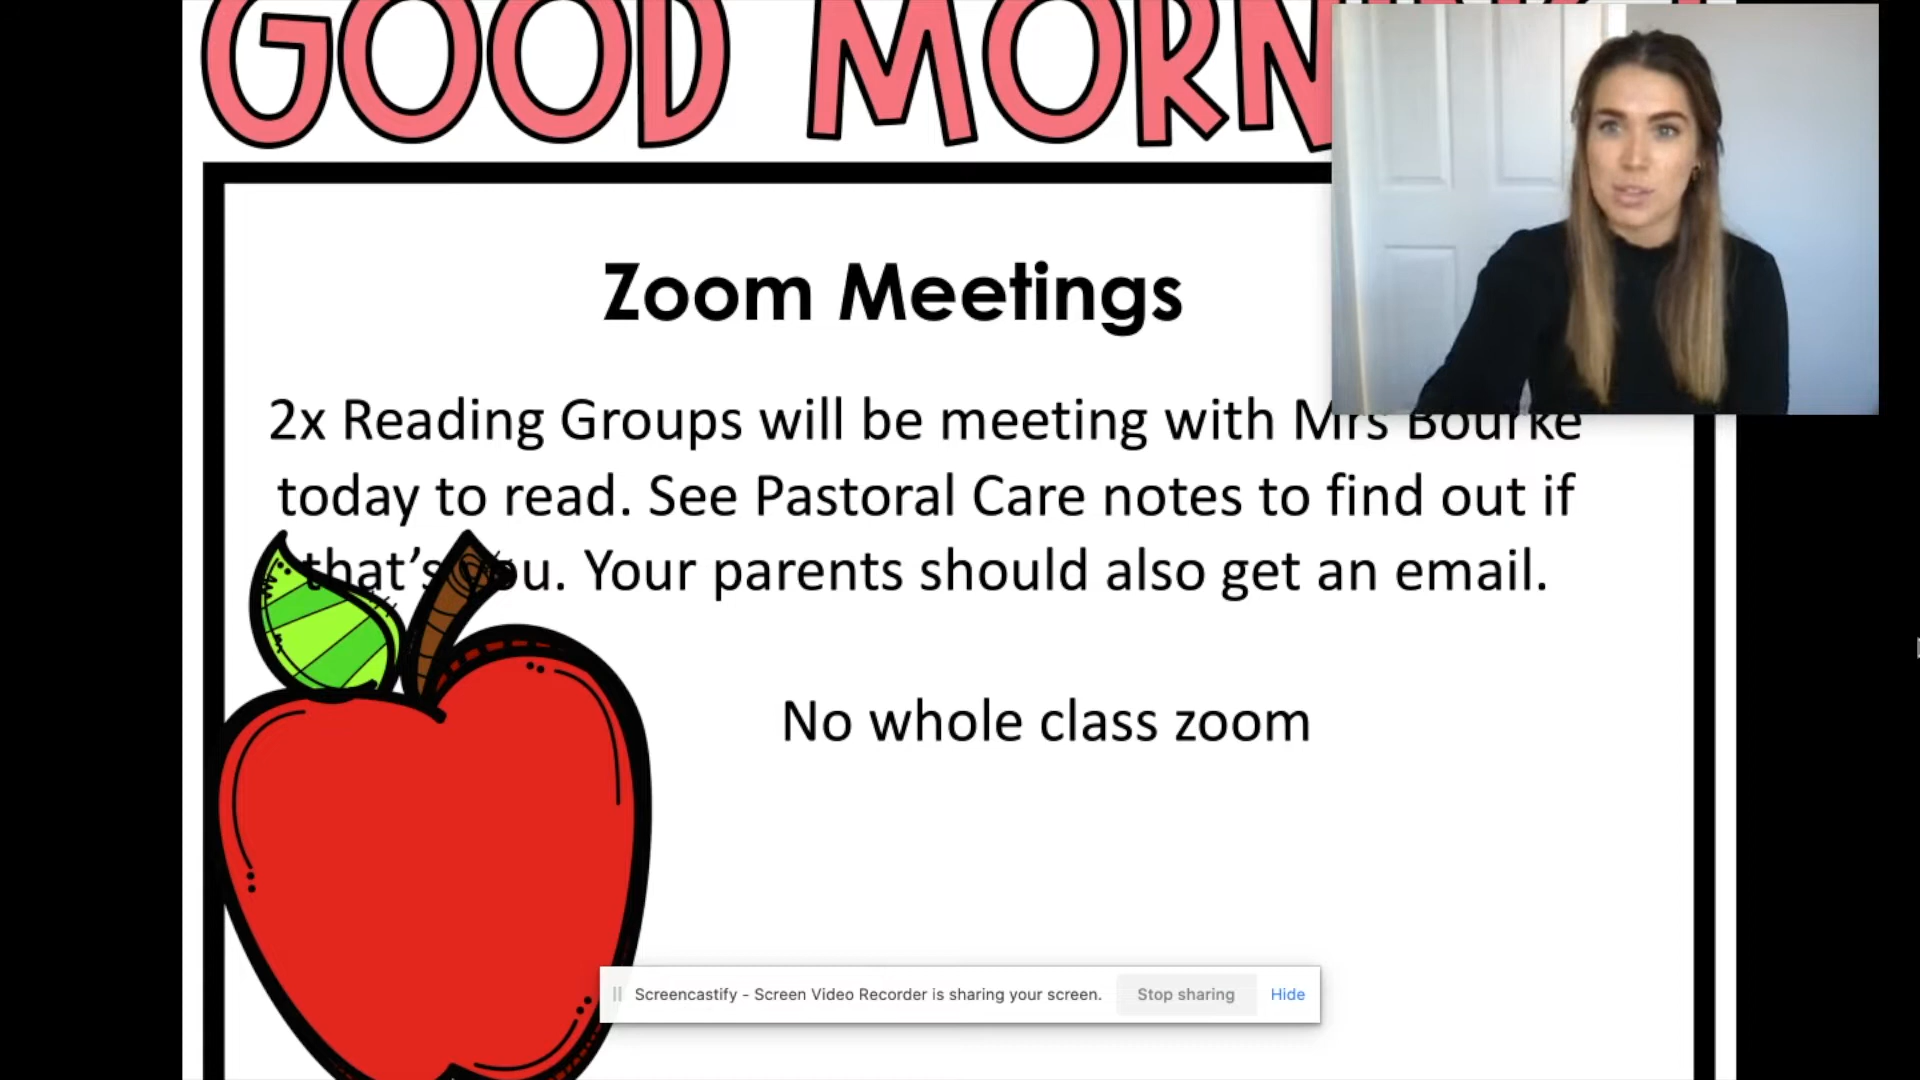 GOOD MORN
Zoom Meetings
2x Reading Groups will be meeting with Mrs Bourke
today to read. See Pastoral Care notes to find out if
that's you. Your parents should also get an email.
No whole class zoom
Screencastify - Screen Video Recorder is sharing your screen. Stop sharing Hide